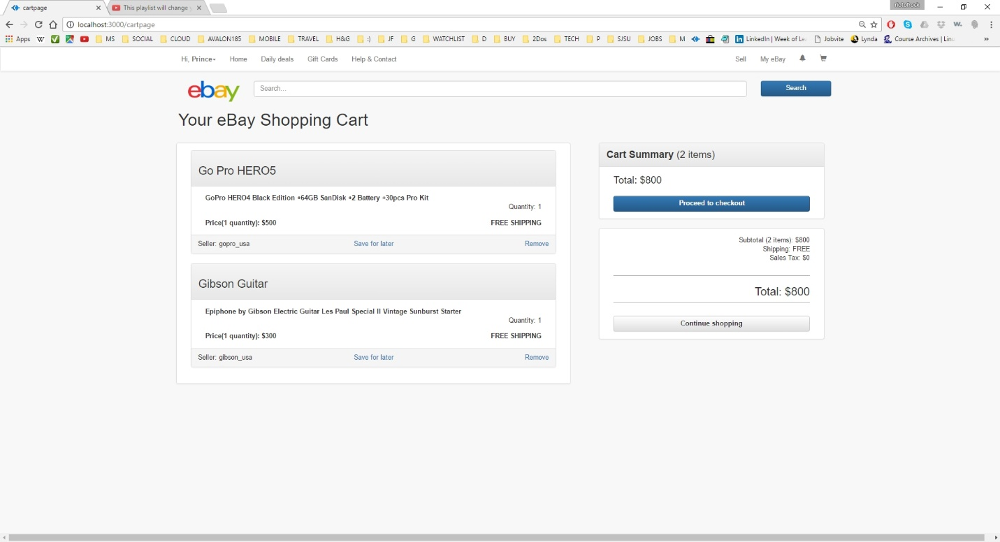 cartpage
This playlist will change
localhost:3000/cartpage
Apps
MS
SOCIAL
CLOUD
AVALON185
MOBILE
TRAVEL
H&G
:)
JF
G
WATCHLIST
D
BUY
2Dos
TECH
P
SJSU
JOBS
M
LinkedIn | Week of Le
Jobvite
Lynda
Course Archives | Linu
»
Hi, Prince
Home
Daily deals
Gift Cards
Help & Contact
Sell
My eBay
ebay
Search...
Search
Your eBay Shopping Cart
Go Pro HERO5
GoPro HERO4 Black Edition +64GB SanDisk +2 Battery +30pcs Pro Kit
Quantity: 1
Price(1 quantity): $500
FREE SHIPPING
Seller: gopro_usa
Save for later
Remove
Gibson Guitar
Epiphone by Gibson Electric Guitar Les Paul Special II Vintage Sunburst Starter
Quantity: 1
Price(1 quantity): $300
FREE SHIPPING
Seller: gibson_usa
Save for later
Remove
Cart Summary (2 items)
Total: $800
Proceed to checkout
Subtotal (2 items): $800
Shipping: FREE
Sales Tax: $0
Total: $800
Continue shopping